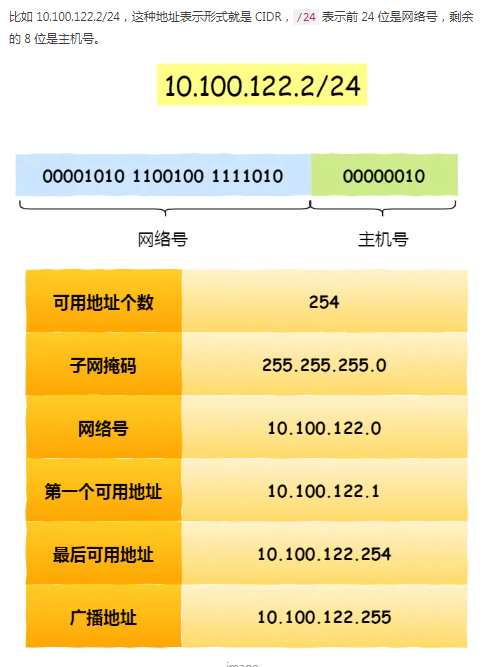 比如 10.100.122.2/24，这种地址表示形式就是 CIDR，/24 表示前 24 位是网络号，剩余
的 8 位是主机号。
10.100.122.2/24
00001010 1100100 1111010 00000010
网络号 主机号
可用地址个数 254
子网掩码 255.255.255.0
网络号 10.100.122.0
第一个可用地址 10.100.122.1
最后可用地址 10.100.122.254
广播地址 10.100.122.255
image